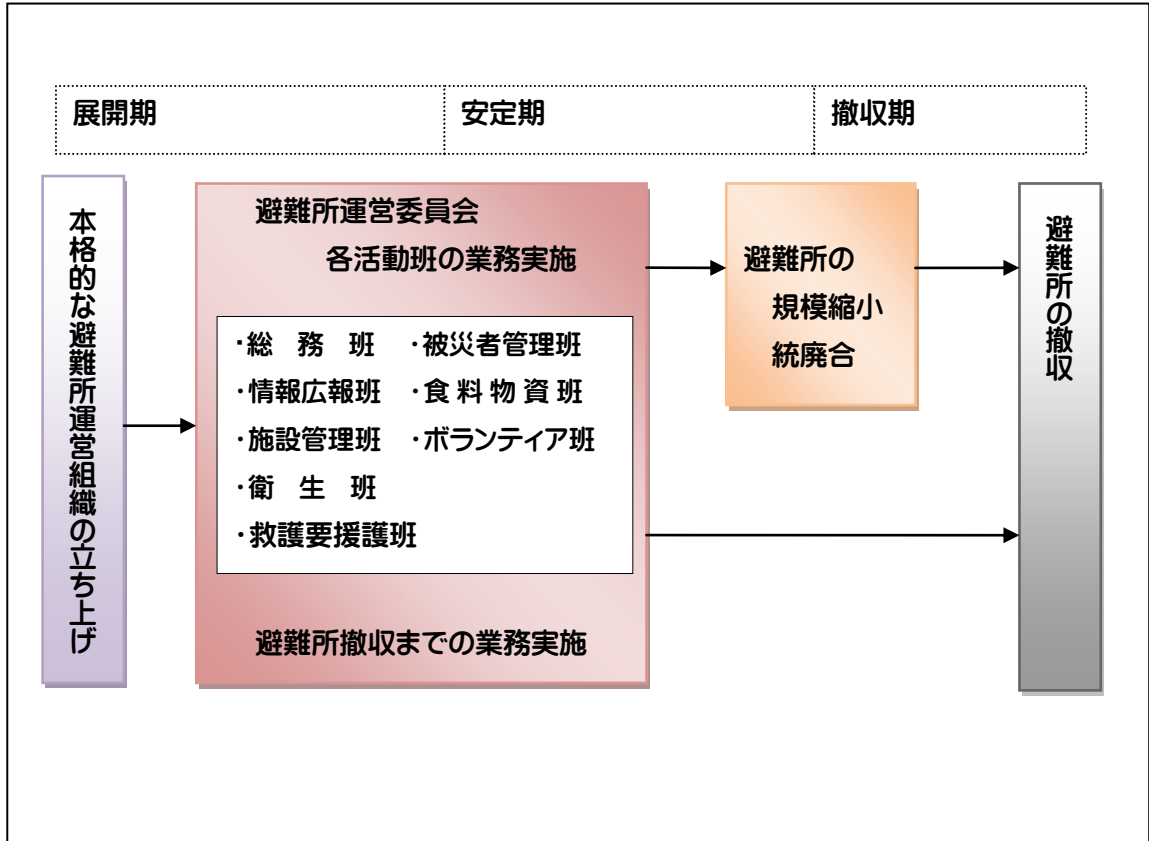 展開期
安定期
撤収期
本格的な避難所運営組織の立ち上げ
避難所運営委員会
各活動班の業務実施
・総　務　班　・被災者管理班
・情報広報班　・食 料 物 資 班
・施設管理班　・ボランティア班
・衛　生　班
・救護要援護班
避難所撤収までの業務実施
避難所の
規模縮小
統廃合
避難所の撤収